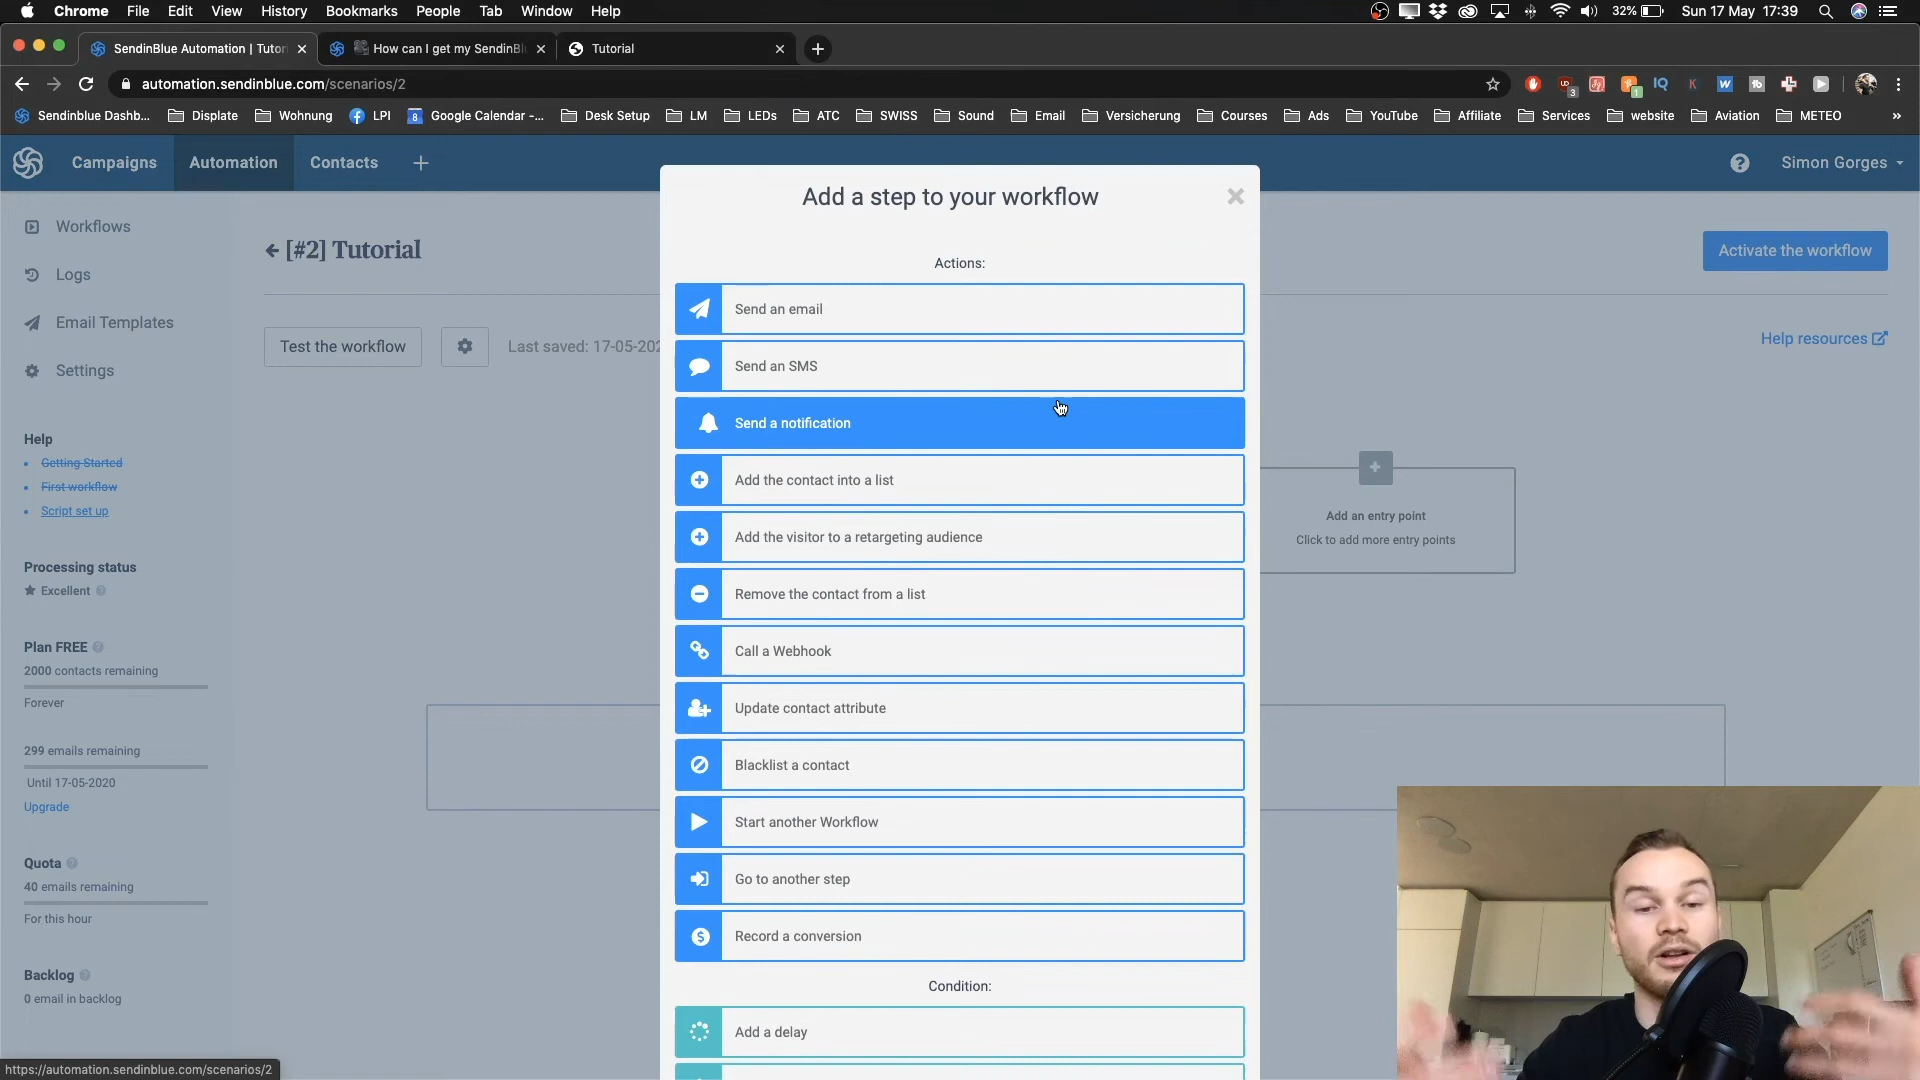 Chrome File Edit View History Bookmarks People Tab Window Help 32% Sun 17 May 17:39
SendinBlue Automation | Tutori How can I get my SendinBl Tutorial
automation.sendinblue.com/scenarios/2
Sendinblue Dashb... Displate Wohnung LPI Google Calendar -... Desk Setup LM LEDs ATC SWISS Sound Email Versicherung Courses Ads YouTube Affiliate Services website Aviation METEO »
Campaigns Automation Contacts Simon Gorges
Add a step to your workflow
Workflows
Logs
Email Templates
Settings
[#2] Tutorial
Activate the workflow
Test the workflow
Last saved: 17-05-202
Help resources
Actions:
Send an email
Send an SMS
Send a notification
Add the contact into a list
Add the visitor to a retargeting audience
Remove the contact from a list
Call a Webhook
Update contact attribute
Blacklist a contact
Start another Workflow
Go to another step
Record a conversion
Condition:
Add a delay
Add an entry point
Click to add more entry points
Help
Getting Started
First workflow
Script set up
Processing status
Excellent
Plan FREE
2000 contacts remaining
Forever
299 emails remaining
Until 17-05-2020
Upgrade
Quota
40 emails remaining
For this hour
Backlog
0 email in backlog
https://automation.sendinblue.com/scenarios/2